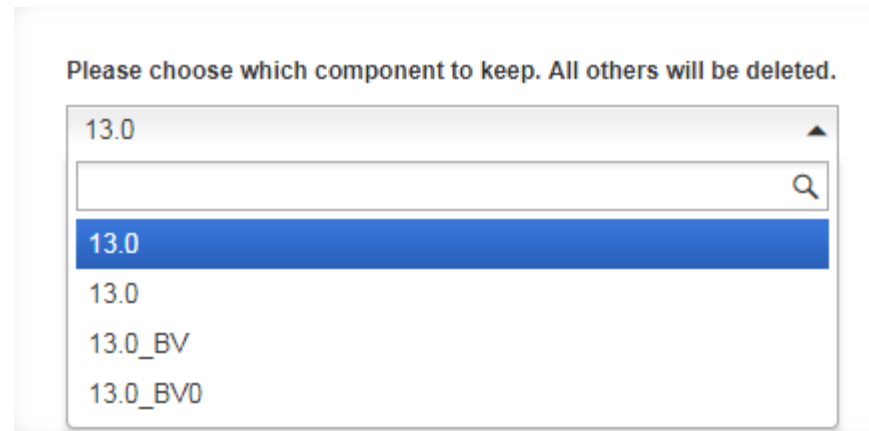 Please choose which component to keep. All others will be deleted.
13.0
13.0
13.0
13.0_BV
13.0_BV0